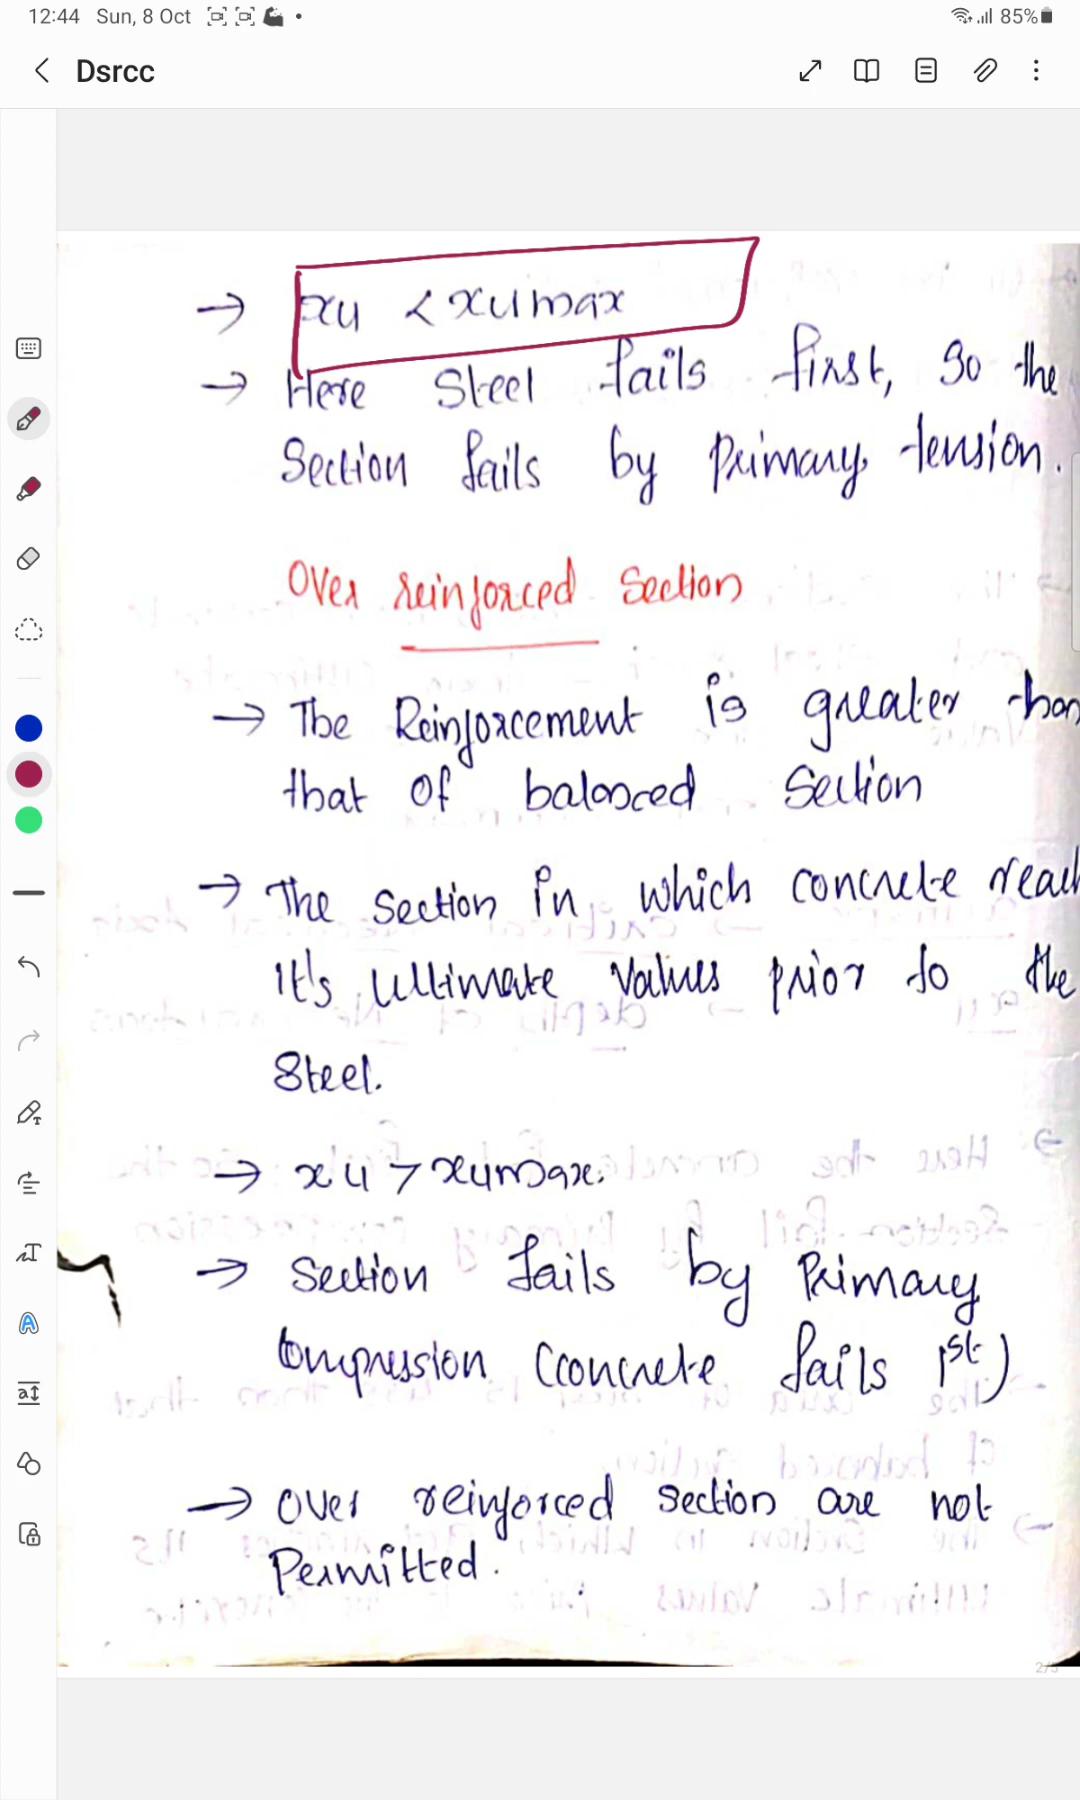 12:44 Sun, 8 Oct
85%
Dsrcc
→ xu < xumax
→ Here Steel fails first, So the
Section fails by primary tension.
Over reinforced Section
→ The Reinforcement is greater than
that of balanced Section
→ The section in which concrete reach
it's ultimate Values prior to the
Steel.
→ xu > xumax.
→ Section fails by Primary
Compression (concrete fails 1st)
→ Over reinforced section are not
Permitted.